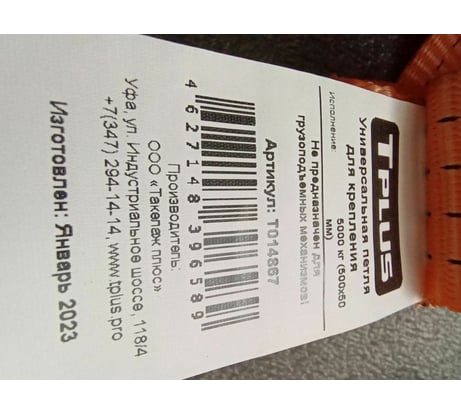 TPLUS
Универсальная петля
для крепления
5000 кг (500x50
мм)
Исполнение:
Не предназначен для
грузоподъемных механизмов!
Артикул: T014867
4 627148 396589
Производитель:
ООО «Такелаж плюс»
Уфа, ул. Индустриальное шоссе, 118/4
+7(347) 294-14-14, www.tplus.pro
Изготовлен: Январь 2023